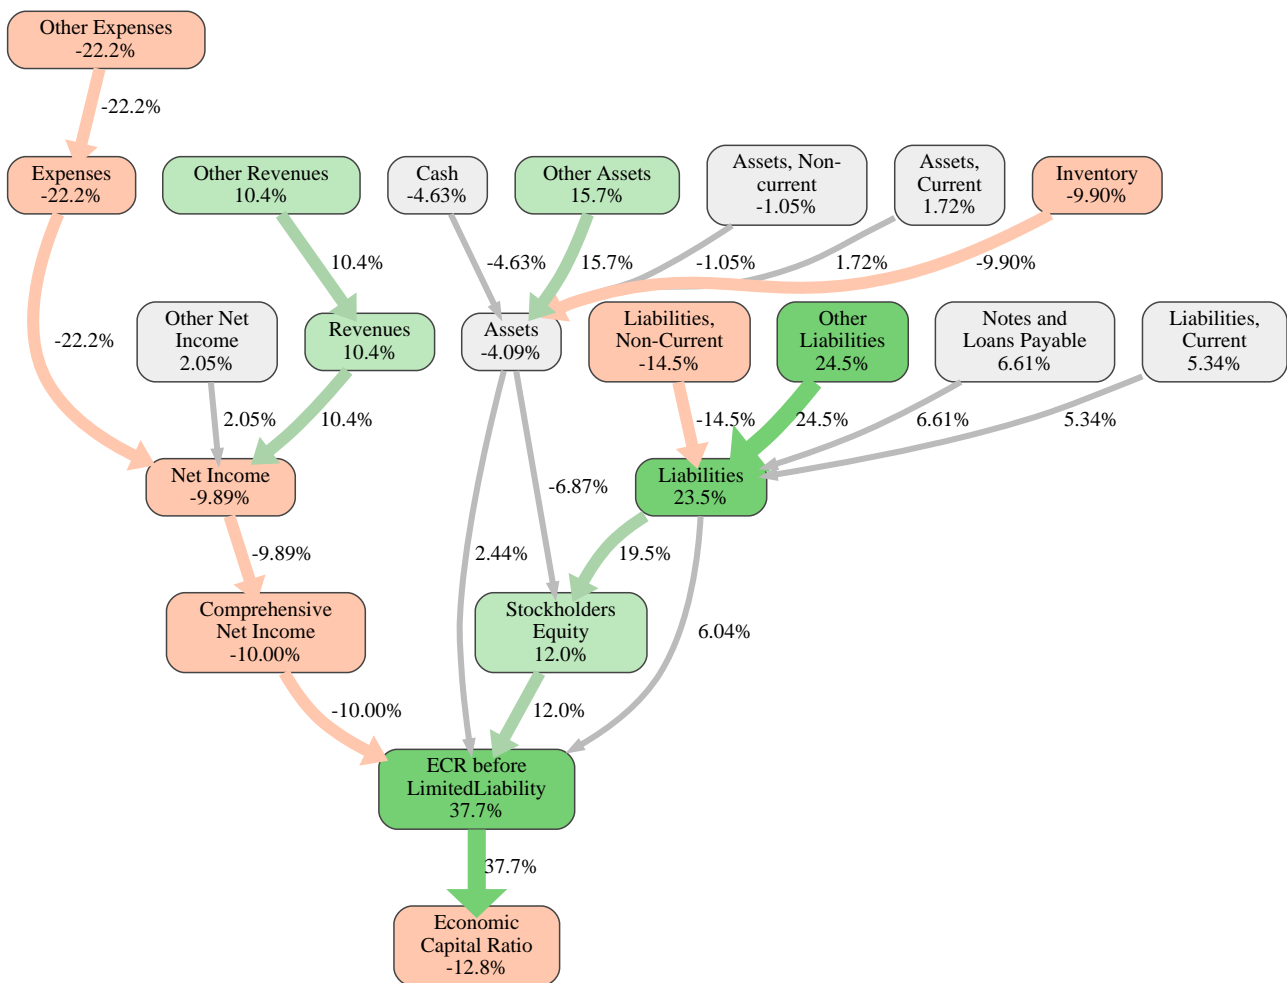 Other Expenses
-22.2%
-22.2%
Expenses
-22.2%
Other Revenues
10.4%
Cash
-4.63%
Other Assets
15.7%
Assets, Non-
current
-1.05%
Assets,
Current
1.72%
Inventory
-9.90%
10.4%
-4.63%
15.7%
-1.05%
1.72%
-9.90%
-22.2%
Other Net
Income
2.05%
Revenues
10.4%
Assets
-4.09%
Liabilities,
Non-Current
-14.5%
Other
Liabilities
24.5%
Notes and
Loans Payable
6.61%
Liabilities,
Current
5.34%
2.05%
10.4%
-14.5%
24.5%
6.61%
5.34%
Net Income
-9.89%
-6.87%
Liabilities
23.5%
-9.89%
2.44%
19.5%
Comprehensive
Net Income
-10.00%
Stockholders
Equity
12.0%
6.04%
-10.00%
12.0%
ECR before
LimitedLiability
37.7%
37.7%
Economic
Capital Ratio
-12.8%